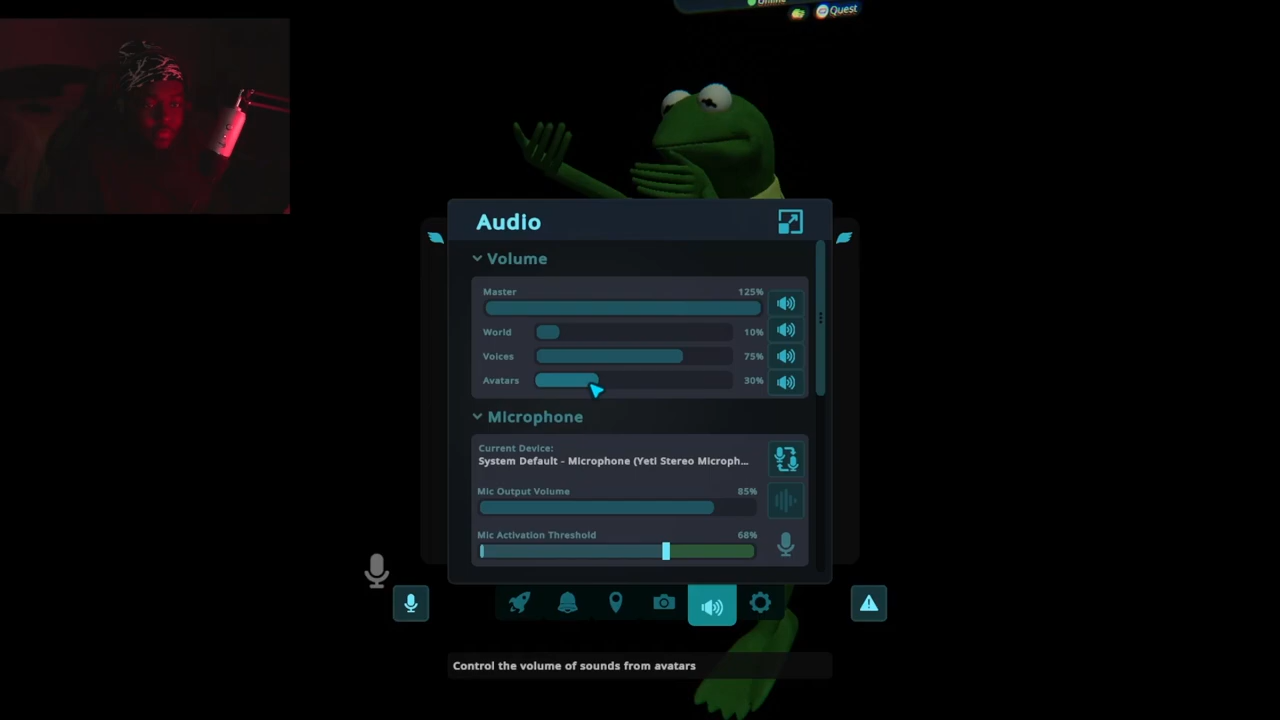 Online
Quest
Audio
Volume
Master 125%
World 10%
Voices 75%
Avatars 30%
Microphone
Current Device:
System Default - Microphone (Yeti Stereo Microph...
Mic Output Volume 85%
Mic Activation Threshold 68%
Control the volume of sounds from avatars